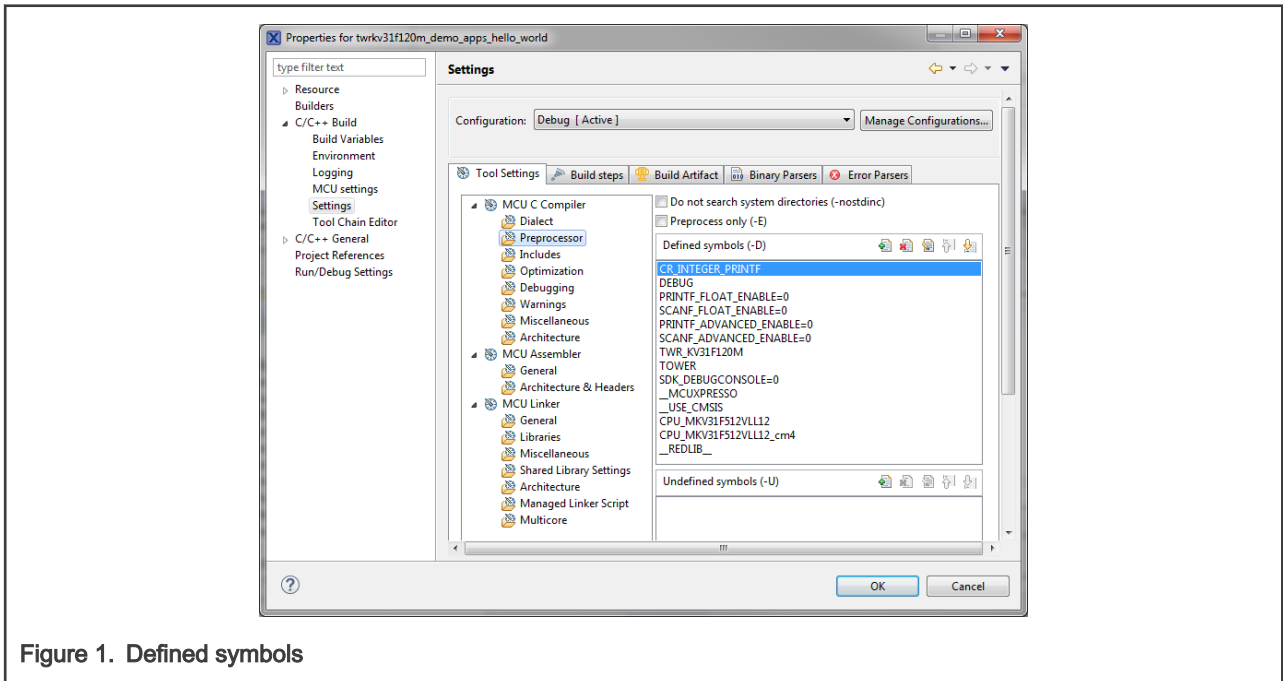 Properties for twrkv31f120m_demo_apps_hello_world
type filter text
Resource
Builders
C/C++ Build
Build Variables
Environment
Logging
MCU settings
Settings
Tool Chain Editor
C/C++ General
Project References
Run/Debug Settings
Settings
Configuration: Debug [ Active ] Manage Configurations...
Tool Settings Build steps Build Artifact Binary Parsers Error Parsers
MCU C Compiler
Dialect
Preprocessor
Includes
Optimization
Debugging
Warnings
Miscellaneous
Architecture
MCU Assembler
General
Architecture & Headers
MCU Linker
General
Libraries
Miscellaneous
Shared Library Settings
Architecture
Managed Linker Script
Multicore
Do not search system directories (-nostdinc)
Preprocess only (-E)
Defined symbols (-D)
CR_INTEGER_PRINTF
DEBUG
PRINTF_FLOAT_ENABLE=0
SCANF_FLOAT_ENABLE=0
PRINTF_ADVANCED_ENABLE=0
SCANF_ADVANCED_ENABLE=0
TWR_KV31F120M
TOWER
SDK_DEBUGCONSOLE=0
__MCUXPRESSO
__USE_CMSIS
CPU_MKV31F512VLL12
CPU_MKV31F512VLL12_cm4
__REDLIB__
Undefined symbols (-U)
OK Cancel
Figure 1. Defined symbols